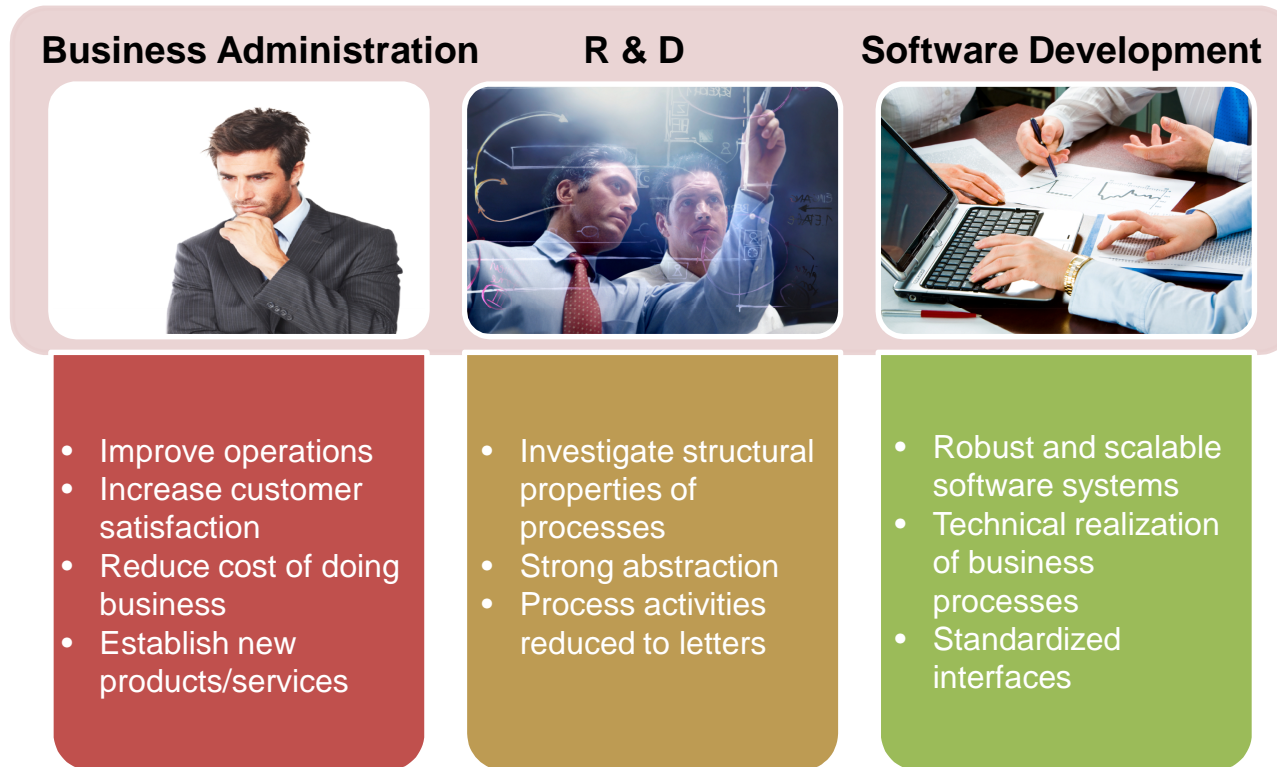 Business Administration
R & D
Software Development
• Improve operations
• Increase customer
satisfaction
• Reduce cost of doing
business
• Establish new
products/services
• Investigate structural
properties of
processes
• Strong abstraction
• Process activities
reduced to letters
• Robust and scalable
software systems
• Technical realization
of business
processes
• Standardized
interfaces